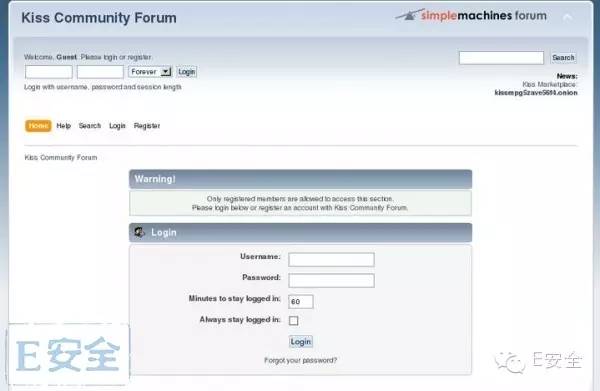 Kiss Community Forum
simplemachines forum
Welcome, Guest. Please login or register.
Forever
Login
Login with username, password and session length
Search
News:
Kiss Marketplace:
Home Help Search Login Register
Kiss Community Forum
Warning!
Only registered members are allowed to access this section.
Please login below or register an account with Kiss Community Forum.
Login
Username:
Password:
Minutes to stay logged in:
60
Always stay logged in:
Login
Forgot your password?
E安全
E安全